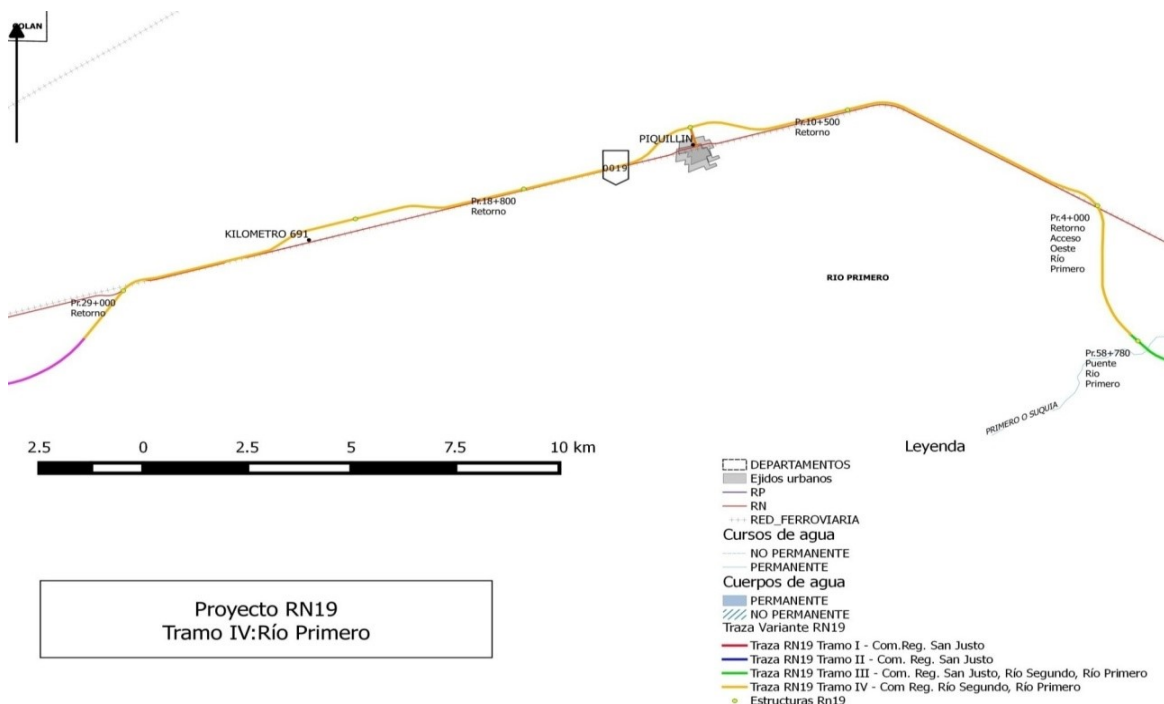 COLAN
PIQUILLIN
Pr.10+500
Retorno
0019
Pr.18+800
Retorno
KILOMETRO 691
Pr.4+000
Retorno
Acceso
Oeste
Río
Primero
RIO PRIMERO
Pr.29+000
Retorno
Pr.58+780
Puente
Rio
Primero
PRIMERO O SUQUIA
2.5 0 2.5 5 7.5 10 km
Leyenda
DEPARTAMENTOS
Ejidos urbanos
RP
RN
RED_FERROVIARIA
Cursos de agua
NO PERMANENTE
PERMANENTE
Cuerpos de agua
PERMANENTE
NO PERMANENTE
Traza Variante RN19
Traza RN19 Tramo I - Com.Reg. San Justo
Traza RN19 Tramo II - Com. Reg. San Justo
Traza RN19 Tramo III - Com. Reg. San Justo, Río Segundo, Río Primero
Traza RN19 Tramo IV - Com Reg. Río Segundo, Río Primero
Estructuras Rn19
Proyecto RN19
Tramo IV:Río Primero